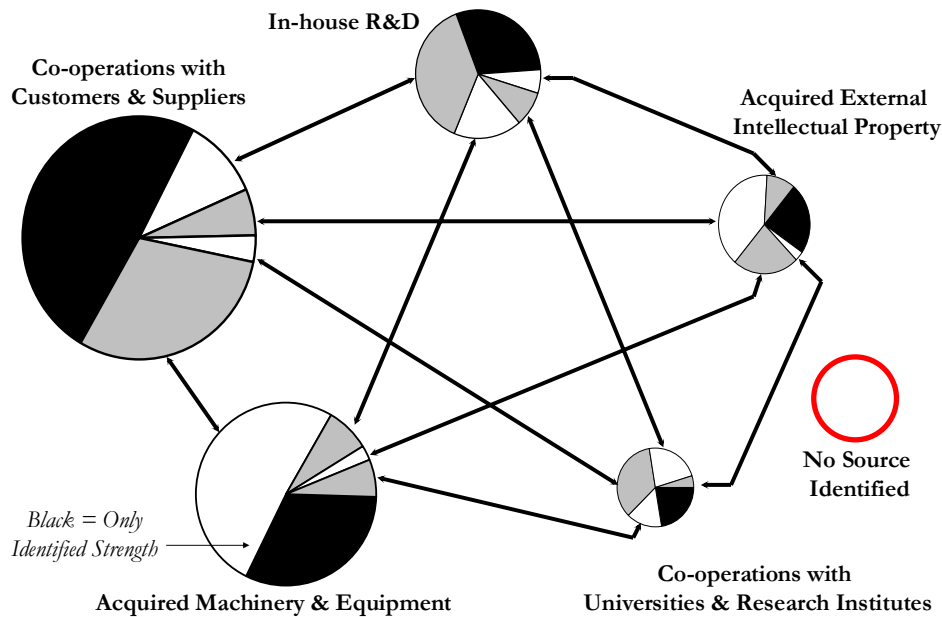 In-house R&D
Co-operations with
Customers & Suppliers
Acquired External
Intellectual Property
No Source
Identified
Black = Only
Identified Strength
Acquired Machinery & Equipment
Co-operations with
Universities & Research Institutes